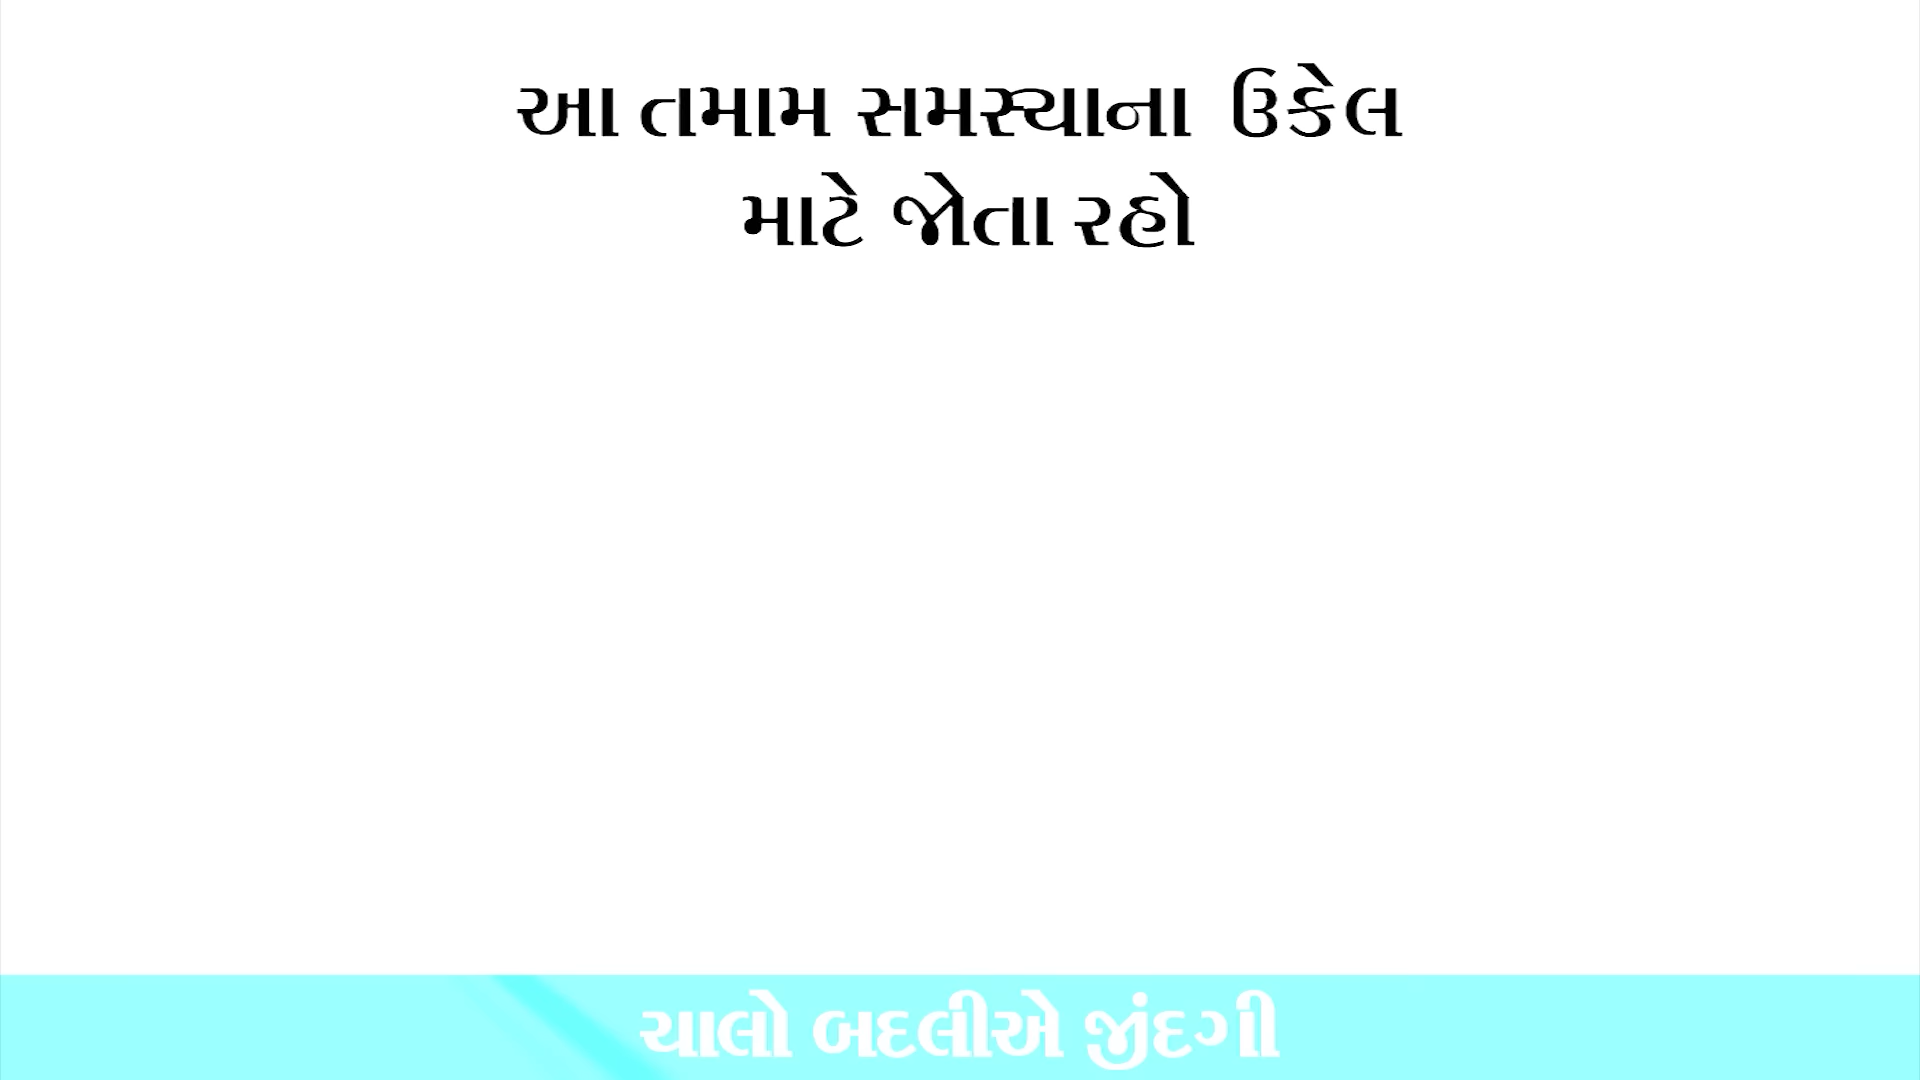 આ તમામ સમસ્યાના ઉકેલ
માટે જોતા રહો
ચાલો બદલીએ જીંદગી